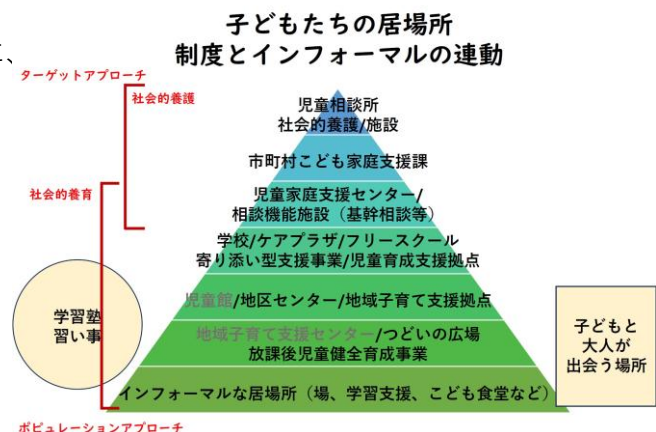 子どもたちの居場所
制度とインフォーマルの連動
、
ターゲットアプローチ
社会的養護
児童相談所
社会的養護/施設
市町村こども家庭支援課
社会的養育
児童家庭支援センター/
相談機能施設（基幹相談等）
学校/ケアプラザ/フリースクール
寄り添い型支援事業/児童育成支援拠点
学習塾
習い事
児童館/地区センター/地域子育て支援拠点
地域子育て支援センター/つどいの広場
放課後児童健全育成事業
子どもと
大人が
出会う場所
インフォーマルな居場所（場、学習支援、こども食堂など）
ポピュレーションアプローチ